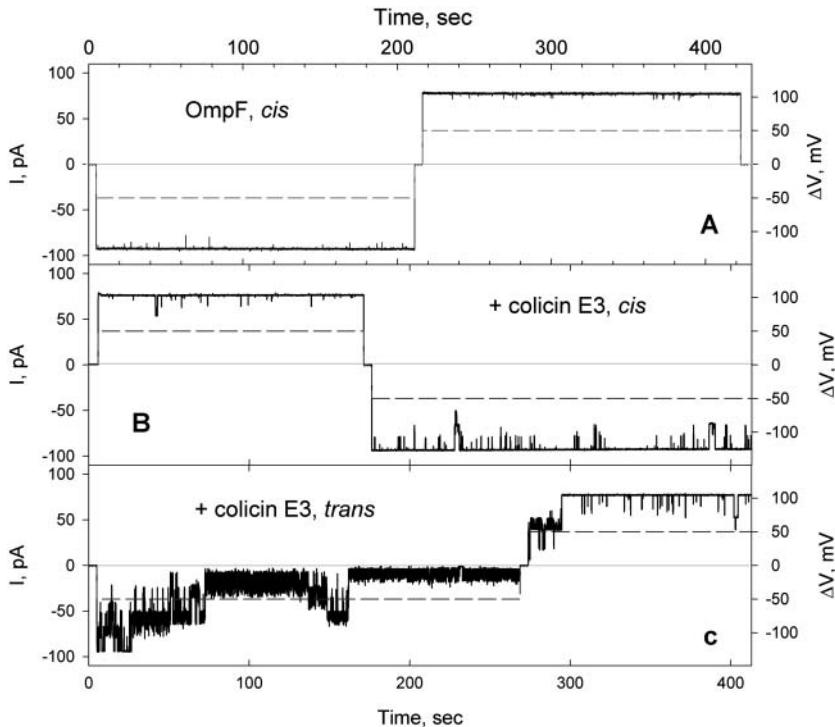 Time, sec
0 100 200 300 400
100
50
0
-50
-100
I, pA
OmpF, cis
A
100
50
0
-50
-100
ΔV, mV
100
50
0
-50
-100
I, pA
+ colicin E3, cis
B
100
50
0
-50
-100
ΔV, mV
100
50
0
-50
-100
I, pA
+ colicin E3, trans
c
100
50
0
-50
-100
ΔV, mV
0 100 200 300 400
Time, sec